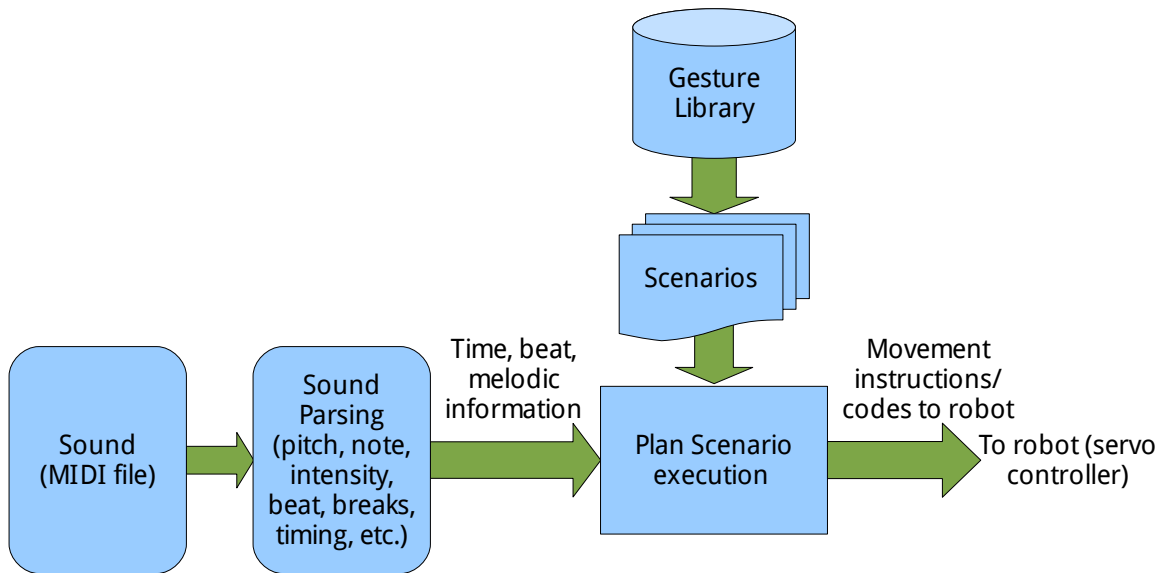 Gesture
Library
Scenarios
Sound
(MIDI file)
Sound
Parsing
(pitch, note,
intensity,
beat, breaks,
timing, etc.)
Time, beat,
melodic
information
Plan Scenario
execution
Movement
instructions/
codes to robot
To robot (servo
controller)